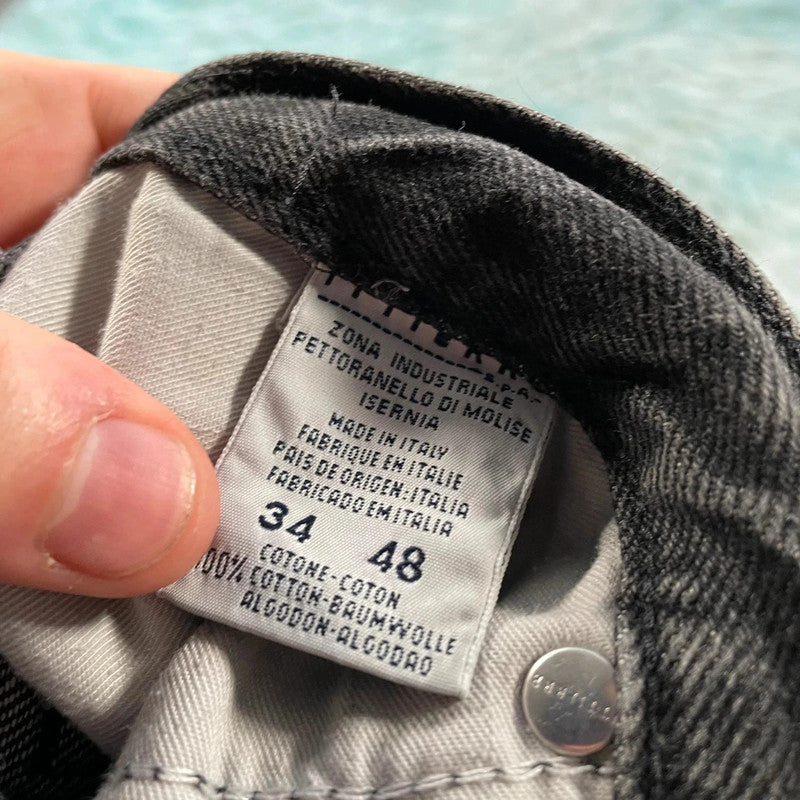 S.P.A.
ZONA INDUSTRIALE
PETTORANELLO DI MOLISE
ISERNIA
MADE IN ITALY
FABRIQUE EN ITALIE
PAIS DE ORIGEN: ITALIA
FABRICADO EM ITALIA
34 48
100% COTONE-COTON
COTTON-BAUMWOLLE
ALGODON-ALGODAO